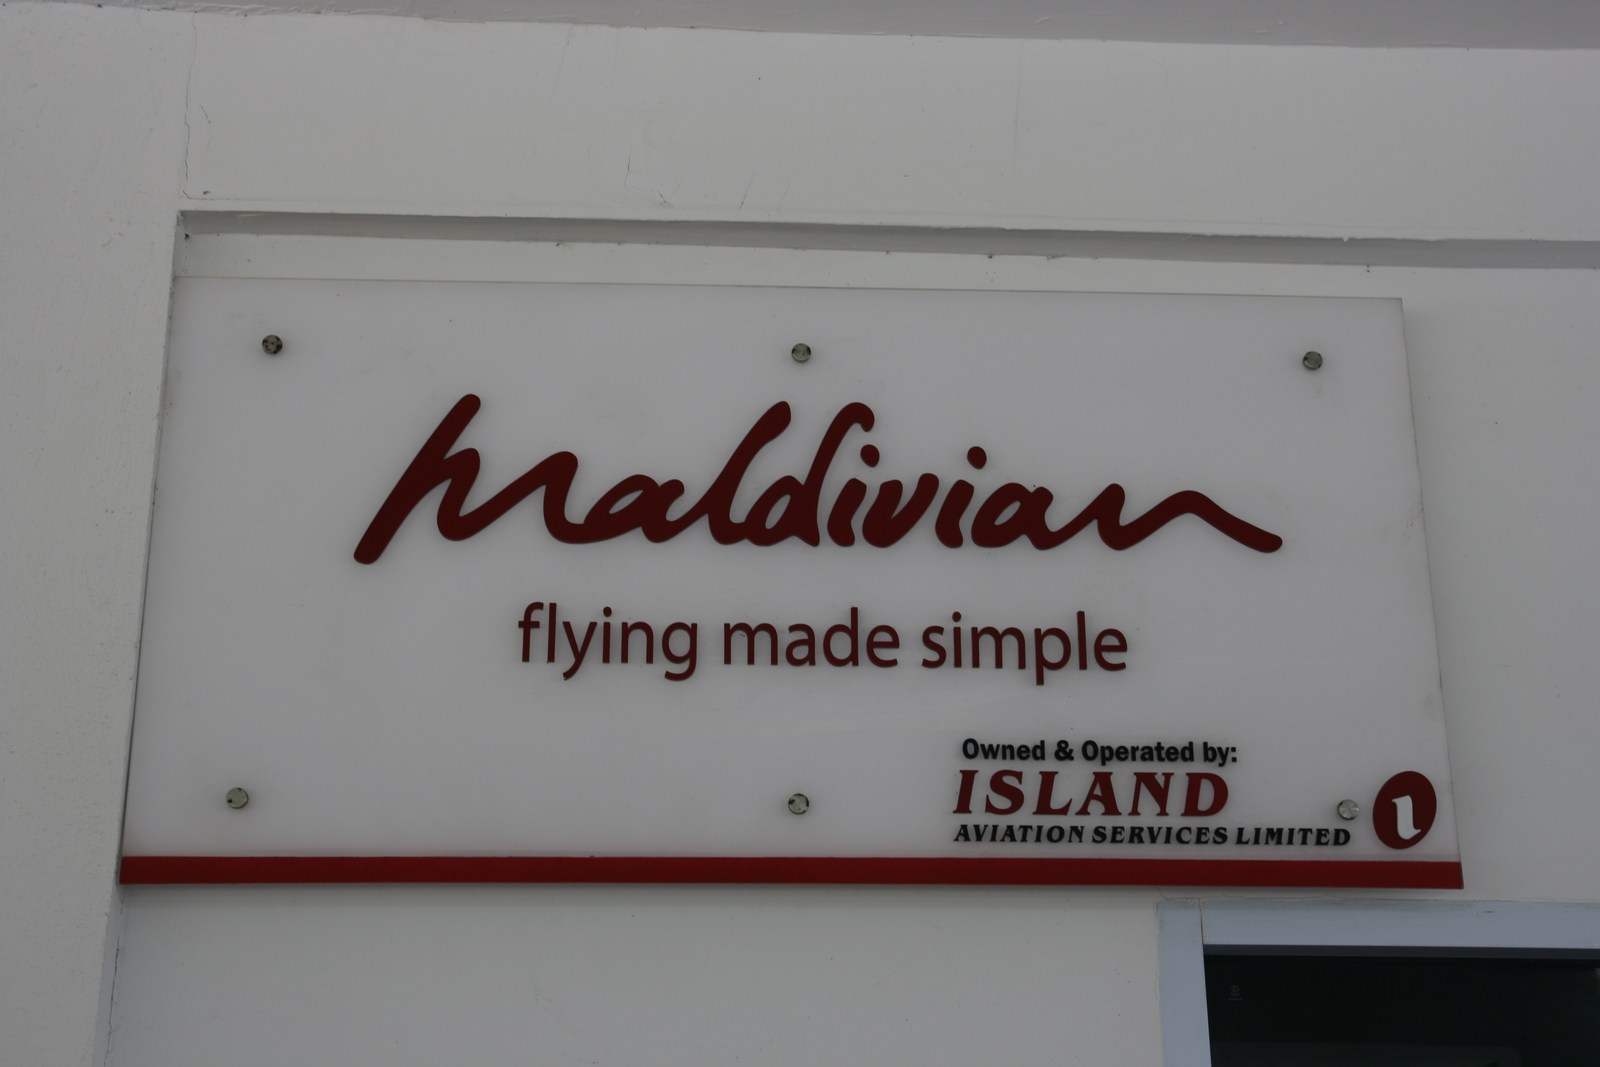 maldivian
flying made simple
Owned & Operated by:
ISLAND
AVIATION SERVICES LIMITED